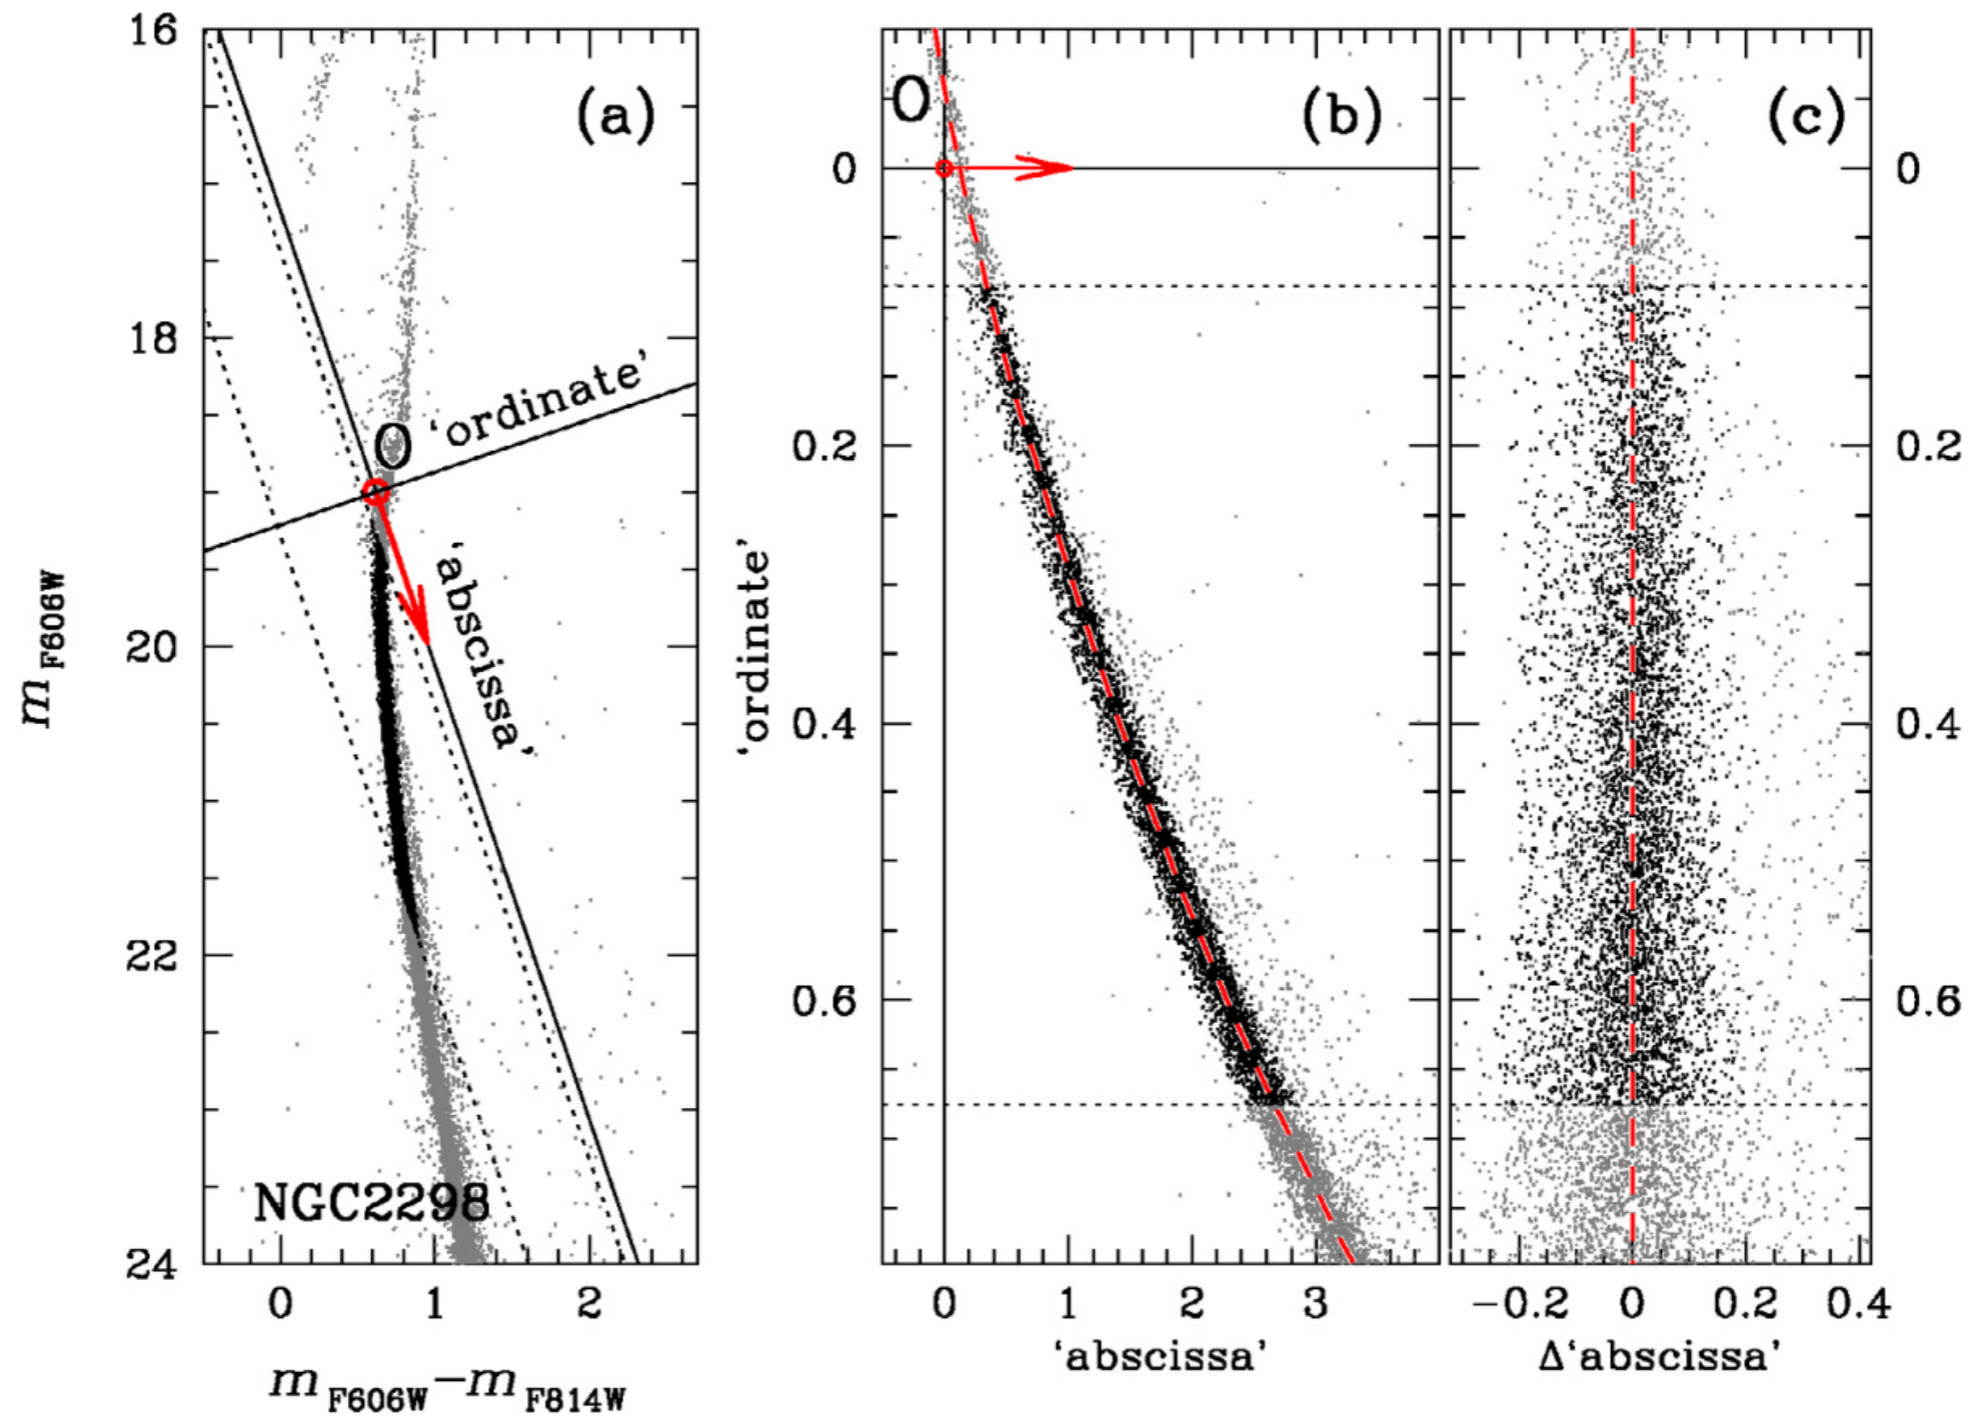 16
18
20
22
24
m F606W
(a)
O
'ordinate'
'abscissa'
NGC2298
0 1 2
m F606W−m F814W
O
(b)
0
0.2
0.4
0.6
'ordinate'
0 1 2 3
'abscissa'
(c)
0
0.2
0.4
0.6
−0.2 0 0.2 0.4
Δ'abscissa'